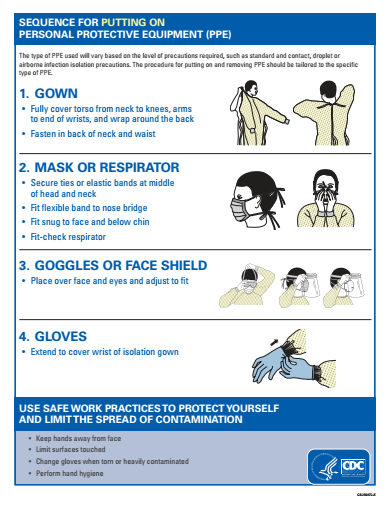 SEQUENCE FOR PUTTING ON
PERSONAL PROTECTIVE EQUIPMENT (PPE)
The type of PPE used will vary based on the level of precautions required, such as standard and contact, droplet or
airborne infection isolation precautions. The procedure for putting on and removing PPE should be tailored to the specific
type of PPE.
1. GOWN
• Fully cover torso from neck to knees, arms
to end of wrists, and wrap around the back
• Fasten in back of neck and waist
2. MASK OR RESPIRATOR
• Secure ties or elastic bands at middle
of head and neck
• Fit flexible band to nose bridge
• Fit snug to face and below chin
• Fit-check respirator
3. GOGGLES OR FACE SHIELD
• Place over face and eyes and adjust to fit
4. GLOVES
• Extend to cover wrist of isolation gown
USE SAFE WORK PRACTICES TO PROTECT YOURSELF
AND LIMIT THE SPREAD OF CONTAMINATION
• Keep hands away from face
• Limit surfaces touched
• Change gloves when torn or heavily contaminated
• Perform hand hygiene
CDC